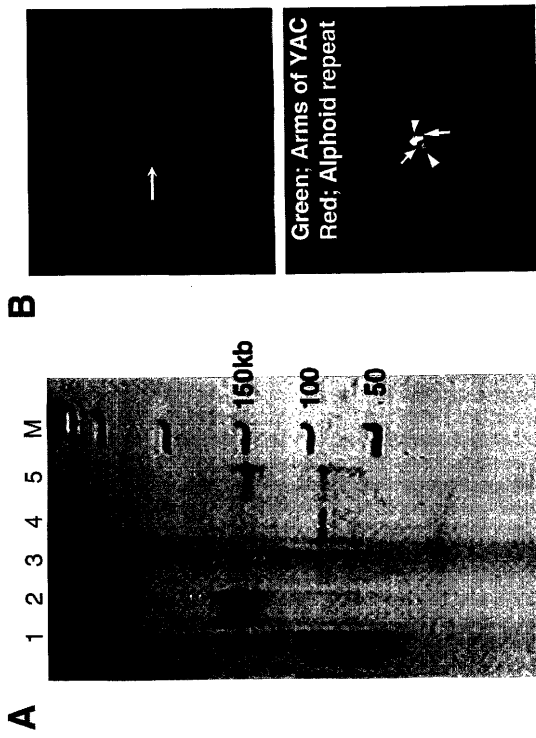 A
1 2 3 4 5 M
150kb
100
50
B
Green; Arms of YAC
Red; Alphoid repeat